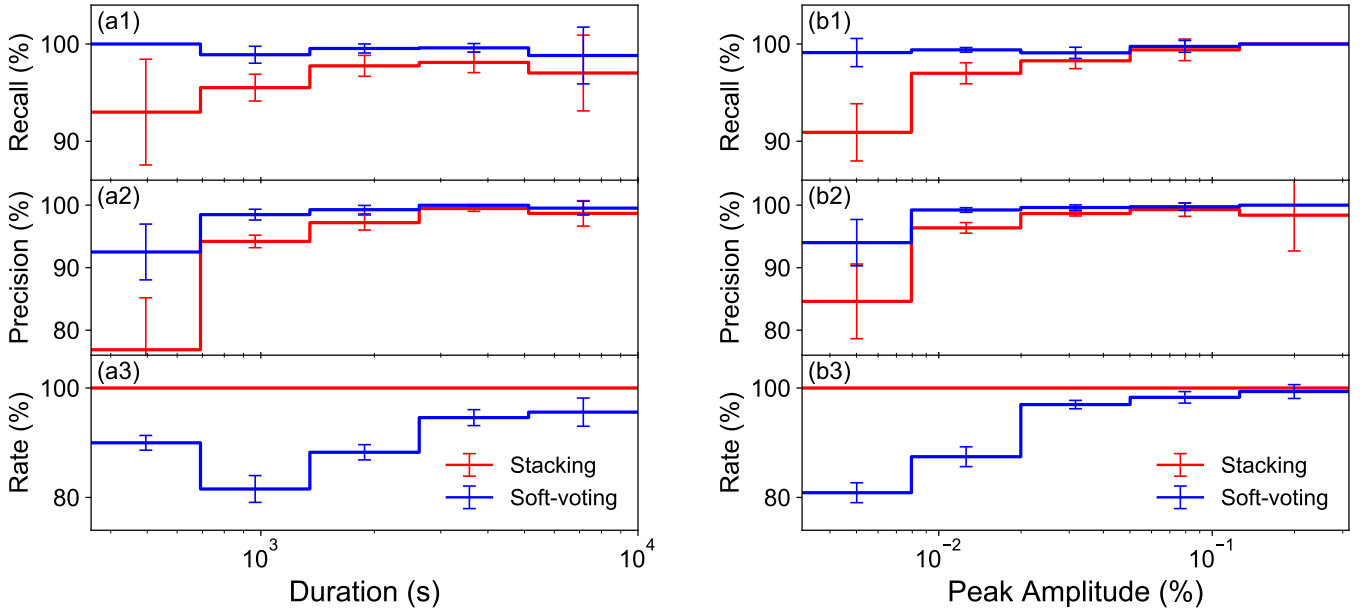 (a1)
Recall (%)
100
90
(a2)
Precision (%)
100
90
80
(a3)
Rate (%)
100
80
Stacking
Soft-voting
10³
10⁴
Duration (s)
(b1)
Recall (%)
100
90
(b2)
Precision (%)
100
90
80
(b3)
Rate (%)
100
80
Stacking
Soft-voting
10⁻²
10⁻¹
Peak Amplitude (%)